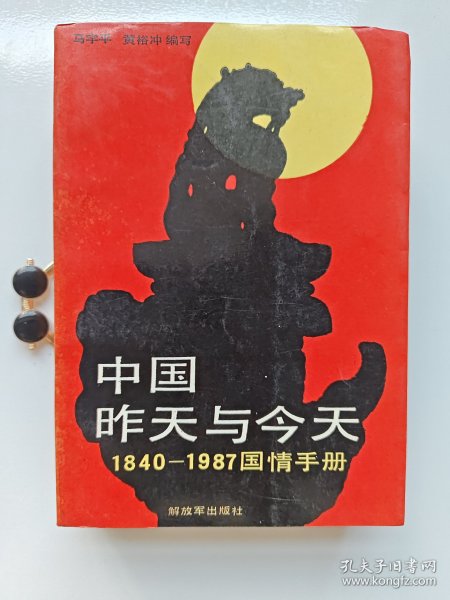 马宇平 黄裕冲 编写
中国
昨天与今天
1840-1987国情手册
解放军出版社
孔夫子旧书网
www.kongfz.com